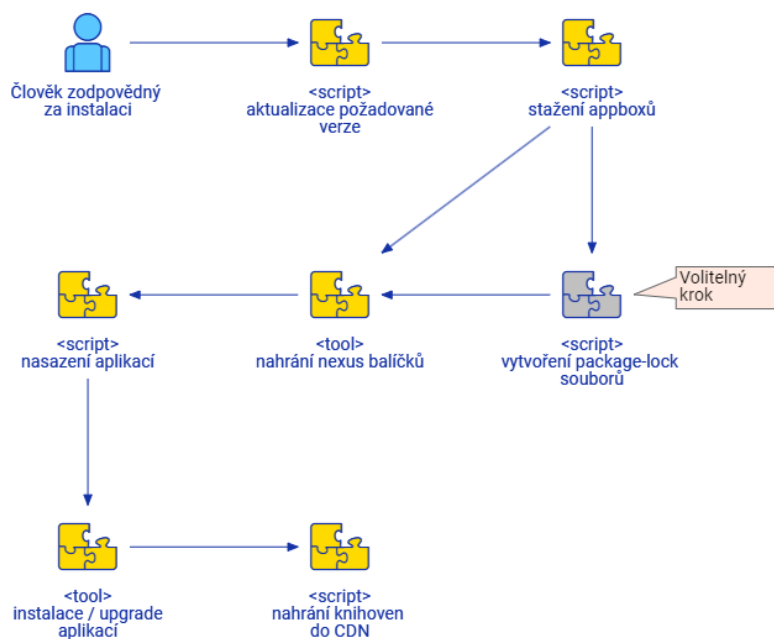 Člověk zodpovědný
za instalaci
<script>
aktualizace požadované
verze
<script>
stažení appboxů
Volitelný
krok
<script>
nasazení aplikací
<tool>
nahrání nexus balíčků
<script>
vytvoření package-lock
souborů
<tool>
instalace / upgrade
aplikací
<script>
nahrání knihoven
do CDN